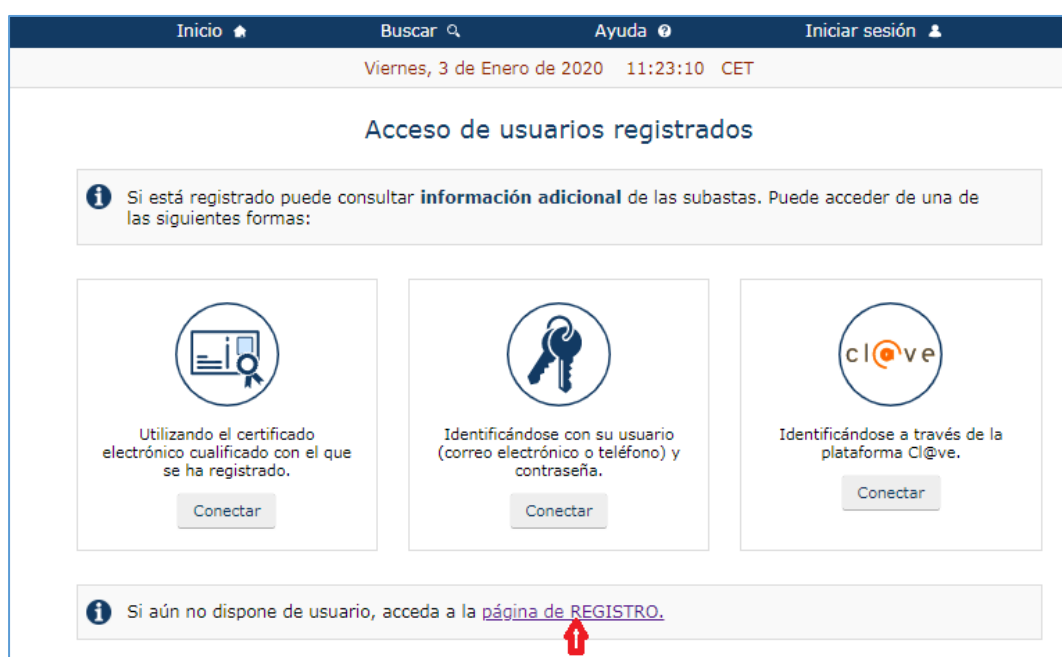 Inicio Buscar Ayuda Iniciar sesión
Viernes, 3 de Enero de 2020 11:23:10 CET
Acceso de usuarios registrados
Si está registrado puede consultar información adicional de las subastas. Puede acceder de una de
las siguientes formas:
Utilizando el certificado
electrónico cualificado con el que
se ha registrado.
Conectar
Identificándose con su usuario
(correo electrónico o teléfono) y
contraseña.
Conectar
cl@ve
Identificándose a través de la
plataforma Cl@ve.
Conectar
Si aún no dispone de usuario, acceda a la página de REGISTRO.